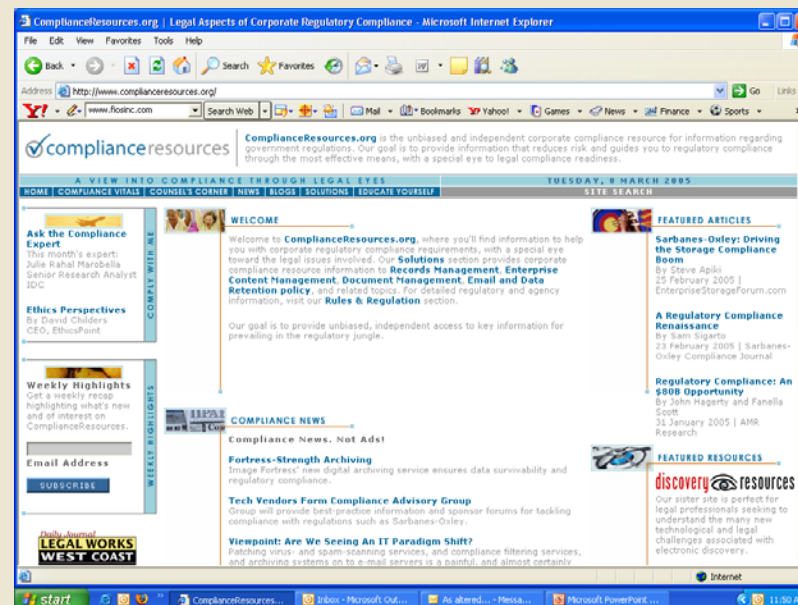 ComplianceResources.org | Legal Aspects of Corporate Regulatory Compliance - Microsoft Internet Explorer
File Edit View Favorites Tools Help
Back Search Favorites
Address http://www.complianceresources.org/ Go Links
Y! www.fiosinc.com Search Web Mail Bookmarks Yahoo! Games News Finance Sports
complianceresources
ComplianceResources.org is the unbiased and independent corporate compliance resource for information regarding
government regulations. Our goal is to provide information that reduces risk and guides you to regulatory compliance
through the most effective means, with a special eye to legal compliance readiness.
A VIEW INTO COMPLIANCE THROUGH LEGAL EYES
TUESDAY, 8 MARCH 2005
HOME | COMPLIANCE VITALS | COUNSEL'S CORNER | NEWS | BLOGS | SOLUTIONS | EDUCATE YOURSELF
SITE SEARCH
Ask the Compliance
Expert
This month's expert:
Julie Rahal Marobella
Senior Research Analyst
IDC
Ethics Perspectives
By David Childers
CEO, EthicsPoint
COMPLY WITH ME
Weekly Highlights
Get a weekly recap
highlighting what's new
and of interest on
ComplianceResources.
Email Address
SUBSCRIBE
WEEKLY HIGHLIGHTS
Daily Journal
LEGAL WORKS
WEST COAST
WELCOME
Welcome to ComplianceResources.org, where you'll find information to help
you with corporate regulatory compliance requirements, with a special eye
toward the legal issues involved. Our Solutions section provides corporate
compliance resource information to Records Management, Enterprise
Content Management, Document Management, Email and Data
Retention policy, and related topics. For detailed regulatory and agency
information, visit our Rules & Regulation section.
Our goal is to provide unbiased, independent access to key information for
prevailing in the regulatory jungle.
HIPAA
COMPLIANCE NEWS
Compliance News. Not Ads!
Fortress-Strength Archiving
Image Fortress' new digital archiving service ensures data survivability and
regulatory compliance.
Tech Vendors Form Compliance Advisory Group
Group will provide best-practice information and sponsor forums for tackling
compliance with regulations such as Sarbanes-Oxley.
Viewpoint: Are We Seeing An IT Paradigm Shift?
Patching virus- and spam-scanning services, and compliance filtering services,
and archiving systems on to e-mail servers is a painful, and almost certainly
FEATURED ARTICLES
Sarbanes-Oxley: Driving
the Storage Compliance
Boom
By Steve Apiki
25 February 2005 |
EnterpriseStorageForum.com
A Regulatory Compliance
Renaissance
By Sam Sigarto
23 February 2005 | Sarbanes-
Oxley Compliance Journal
Regulatory Compliance: An
$80B Opportunity
By John Hagerty and Fanella
Scott
31 January 2005 | AMR
Research
FEATURED RESOURCES
discovery resources
Our sister site is perfect for
legal professionals seeking to
understand the many new
technological and legal
challenges associated with
electronic discovery.
Internet
start ComplianceResources... Inbox - Microsoft Out... As altered... - Messa... Microsoft PowerPoint ... 11:50 A